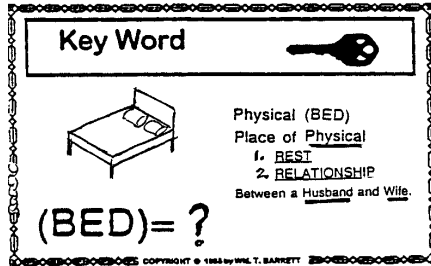 Key Word
Physical (BED)
Place of Physical
1. REST
2. RELATIONSHIP
Between a Husband and Wife.
(BED)= ?
COPYRIGHT © by WM. T. BARRETT